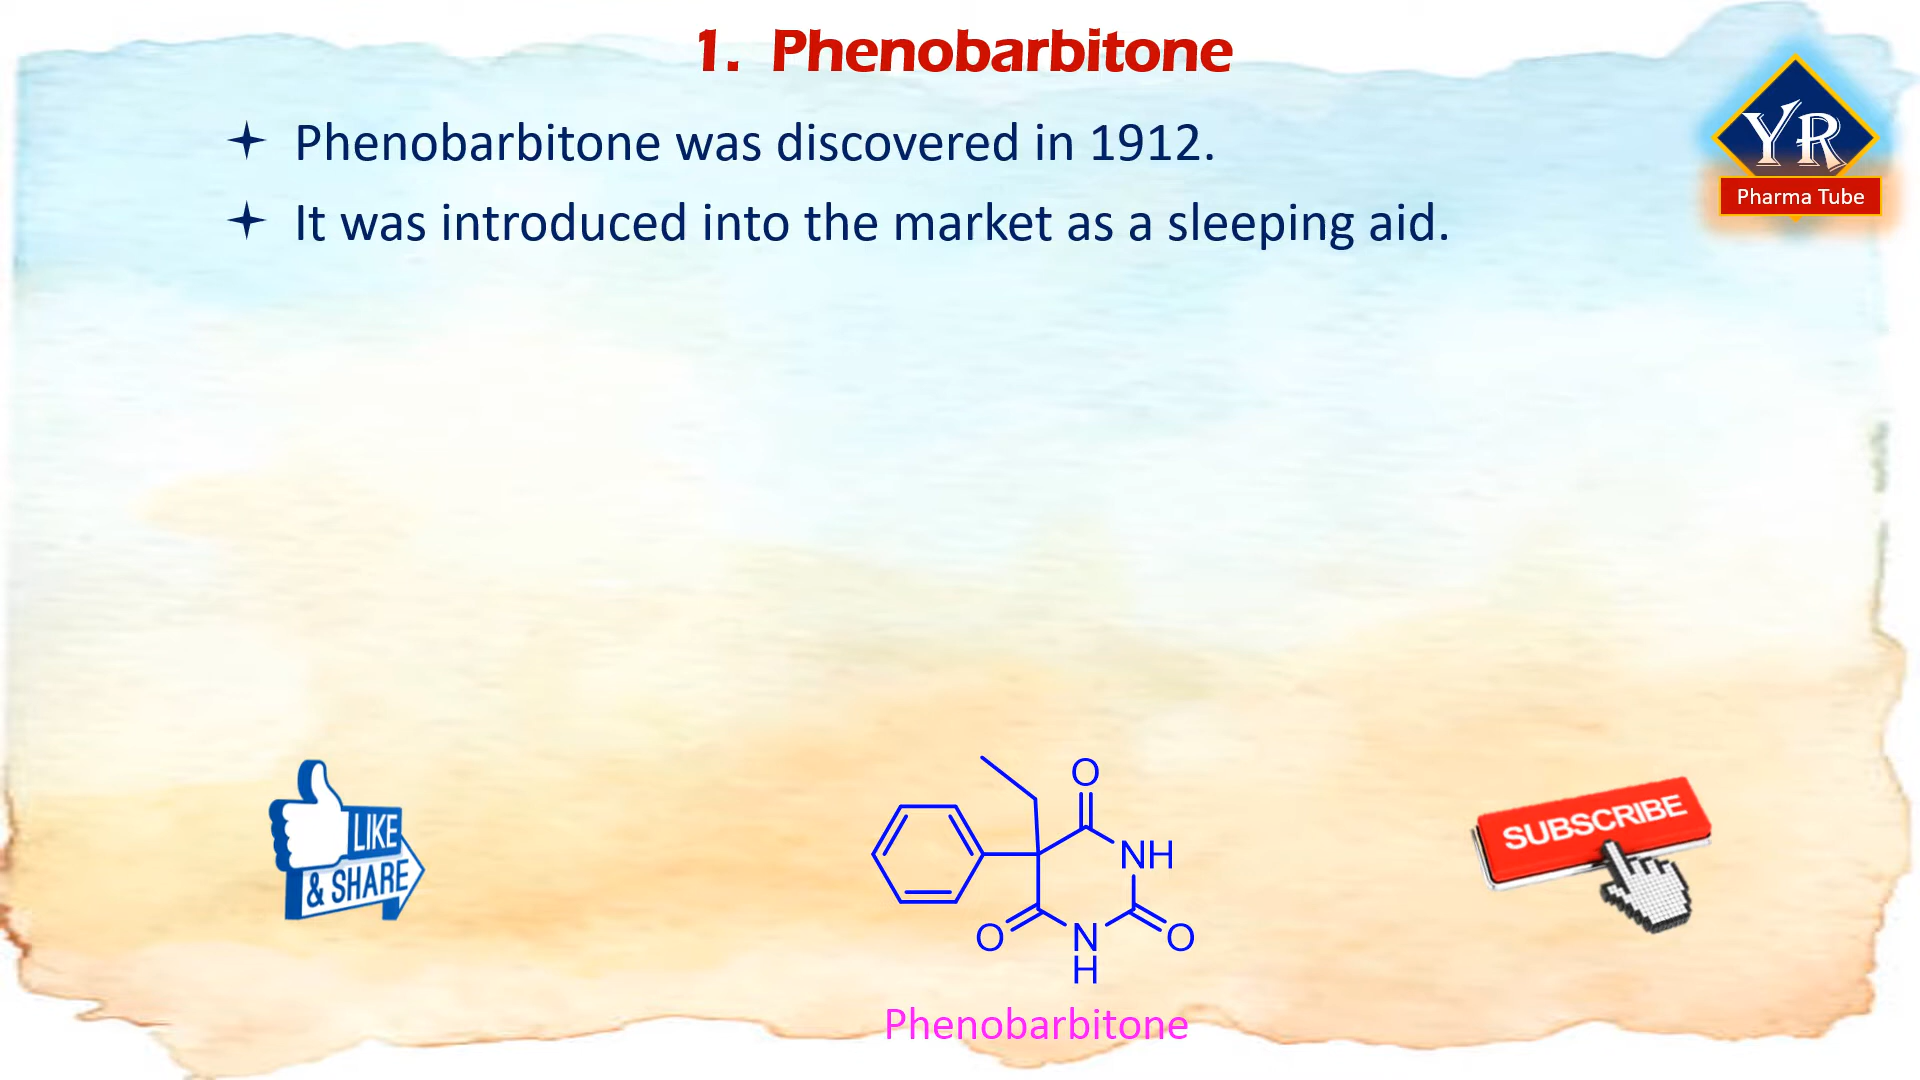 1. Phenobarbitone
Phenobarbitone was discovered in 1912.
It was introduced into the market as a sleeping aid.
YR
Pharma Tube
LIKE
& SHARE
O
NH
O
N
H
O
Phenobarbitone
SUBSCRIBE